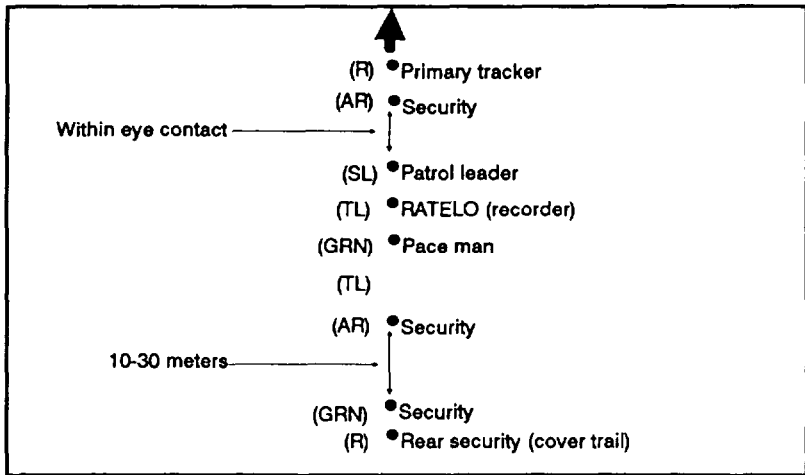 (R) Primary tracker
(AR) Security
Within eye contact
(SL) Patrol leader
(TL) RATELO (recorder)
(GRN) Pace man
(TL)
(AR) Security
10-30 meters
(GRN) Security
(R) Rear security (cover trail)